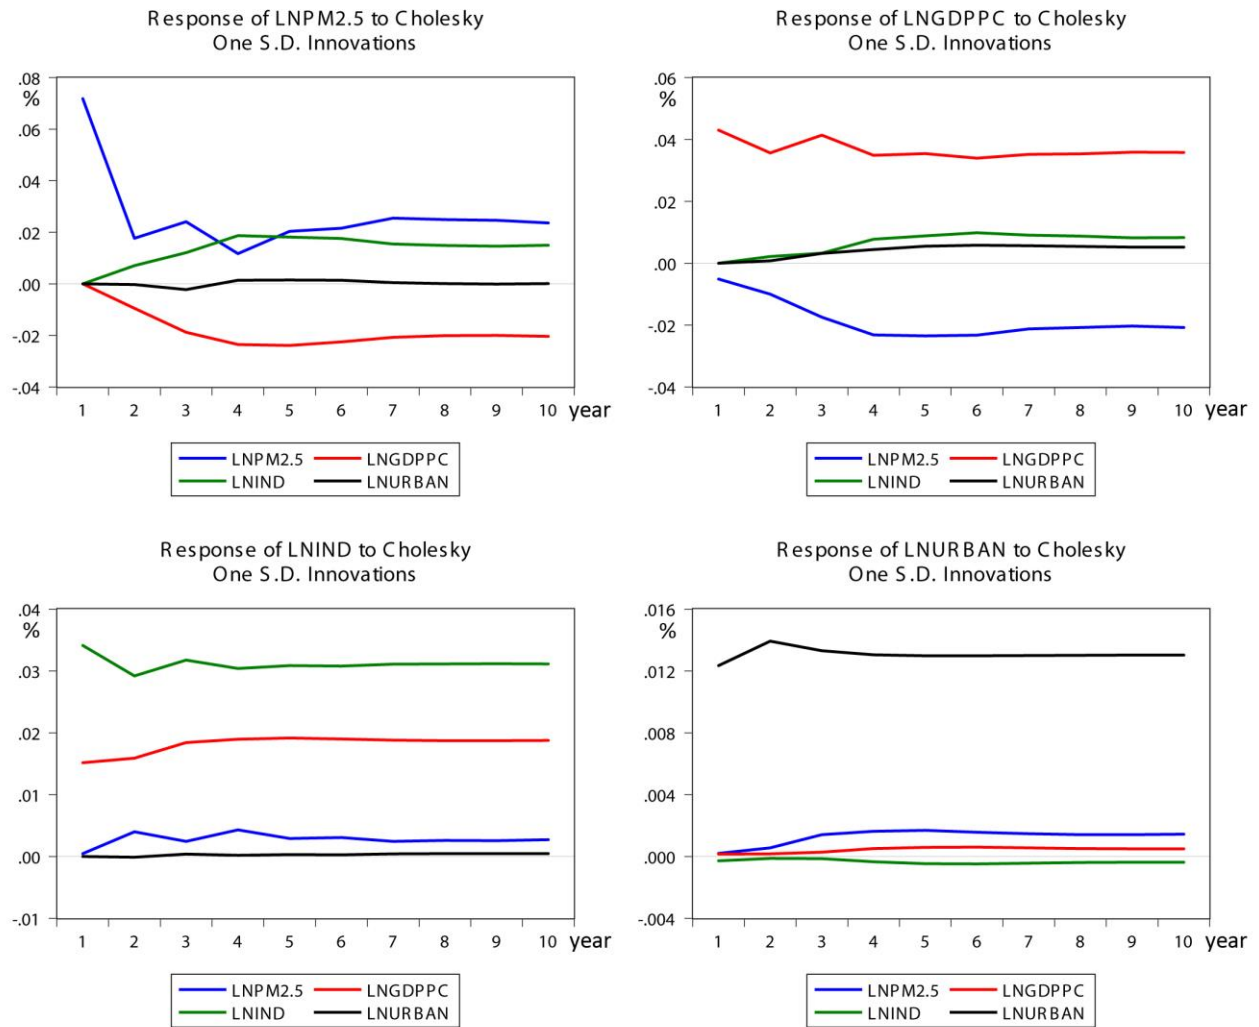 Response of LNPM2.5 to Cholesky
One S.D. Innovations
.08
%
.06
.04
.02
.00
-.02
-.04
1 2 3 4 5 6 7 8 9 10 year
LNPM2.5 LNGDPPC
LNIND LNURBAN
Response of LNGDPPC to Cholesky
One S.D. Innovations
.06
%
.04
.02
.00
-.02
-.04
1 2 3 4 5 6 7 8 9 10 year
LNPM2.5 LNGDPPC
LNIND LNURBAN
Response of LNIND to Cholesky
One S.D. Innovations
.04
%
.03
.02
.01
.00
-.01
1 2 3 4 5 6 7 8 9 10 year
LNPM2.5 LNGDPPC
LNIND LNURBAN
Response of LNURBAN to Cholesky
One S.D. Innovations
.016
%
.012
.008
.004
.000
-.004
1 2 3 4 5 6 7 8 9 10 year
LNPM2.5 LNGDPPC
LNIND LNURBAN